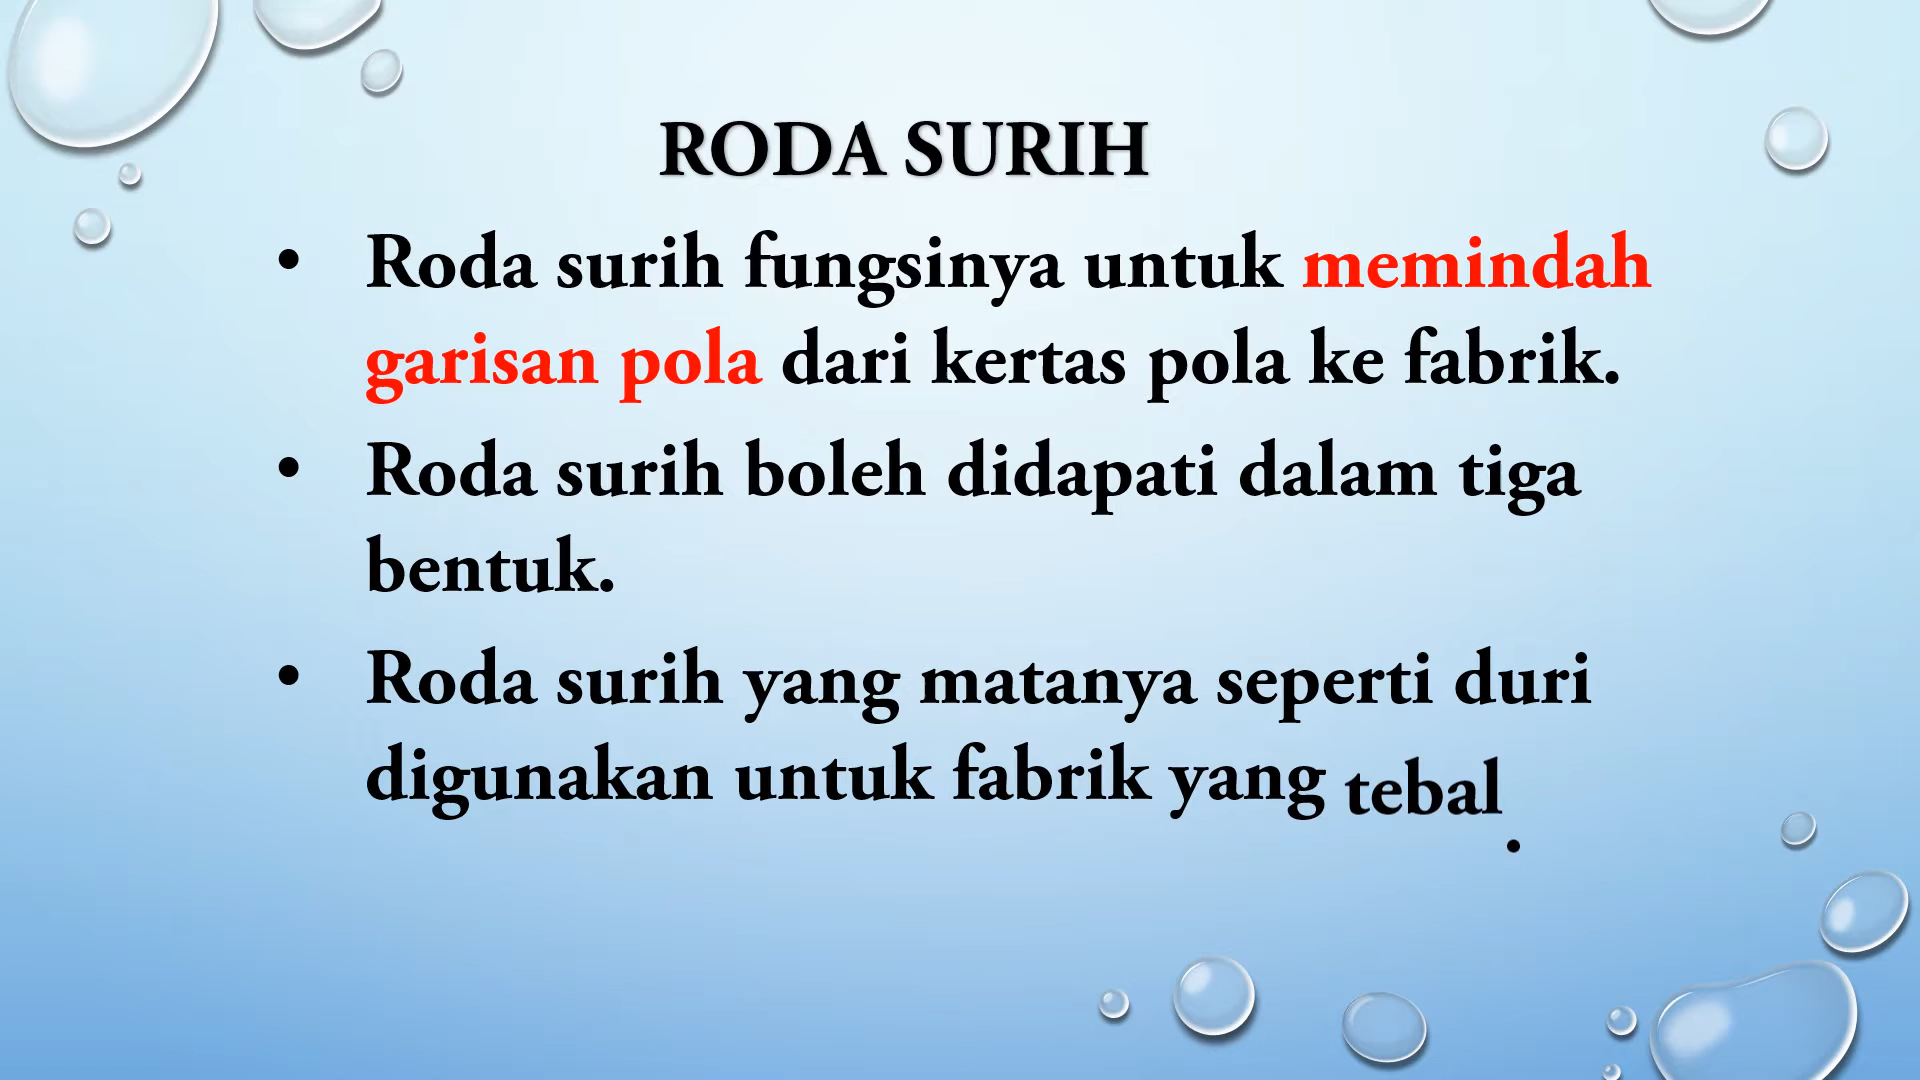 RODA SURIH
• Roda surih fungsinya untuk memindah
garisan pola dari kertas pola ke fabrik.
• Roda surih boleh didapati dalam tiga
bentuk.
• Roda surih yang matanya seperti duri
digunakan untuk fabrik yang tebal.